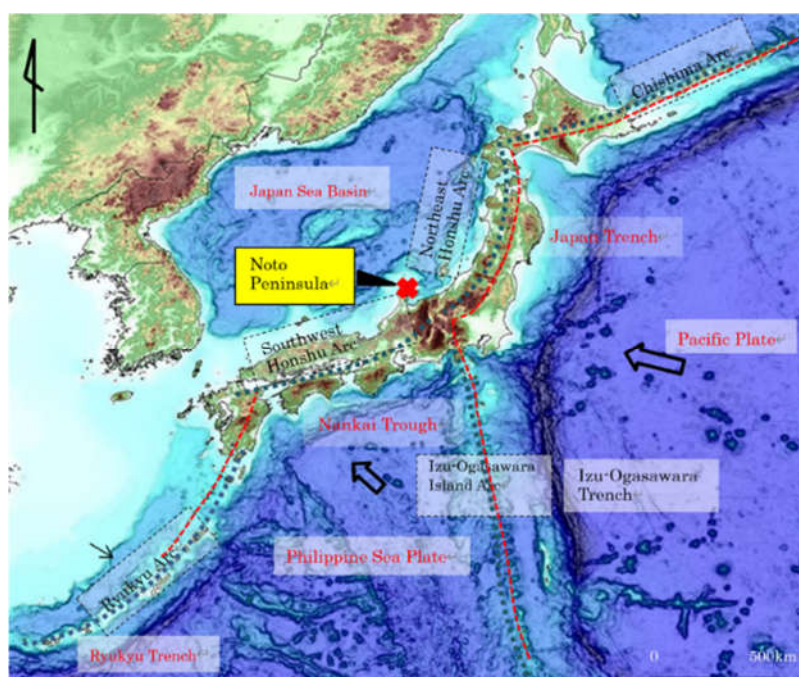 Chishima Arc
Japan Sea Basin
Northeast
Honshu Arc
Japan Trench
Noto
Peninsula
Pacific Plate
Southwest
Honshu Arc
Nankai Trough
Izu-Ogasawara
Island Arc
Izu-Ogasawara
Trench
Philippine Sea Plate
Ryukyu Arc
Ryukyu Trench
0 500km